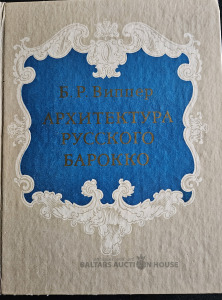 Б. Р. Виппер
АРХИТЕКТУРА
РУССКОГО
БАРОККО
BALTARS AUCTION HOUSE